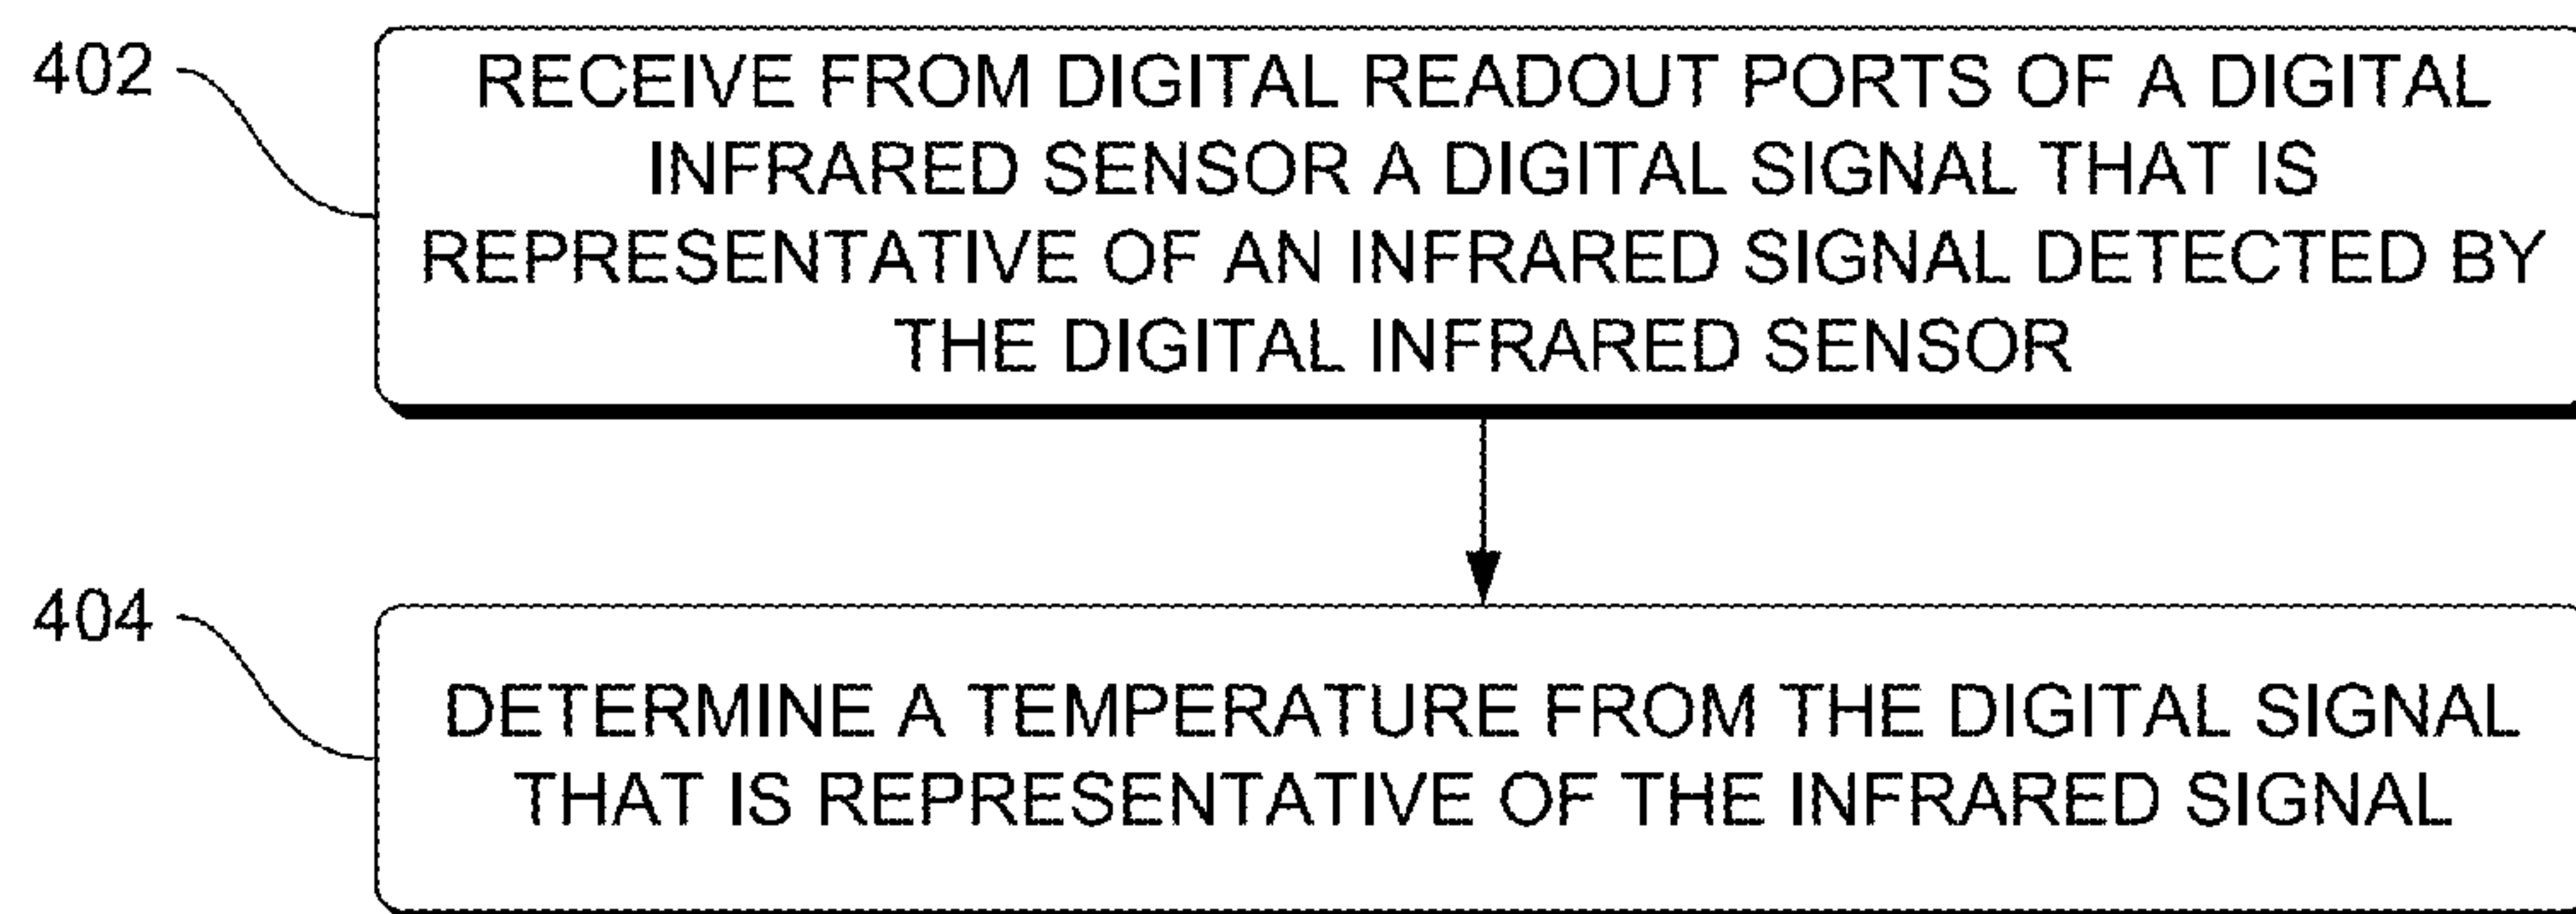 402
RECEIVE FROM DIGITAL READOUT PORTS OF A DIGITAL
INFRARED SENSOR A DIGITAL SIGNAL THAT IS
REPRESENTATIVE OF AN INFRARED SIGNAL DETECTED BY
THE DIGITAL INFRARED SENSOR
404
DETERMINE A TEMPERATURE FROM THE DIGITAL SIGNAL
THAT IS REPRESENTATIVE OF THE INFRARED SIGNAL